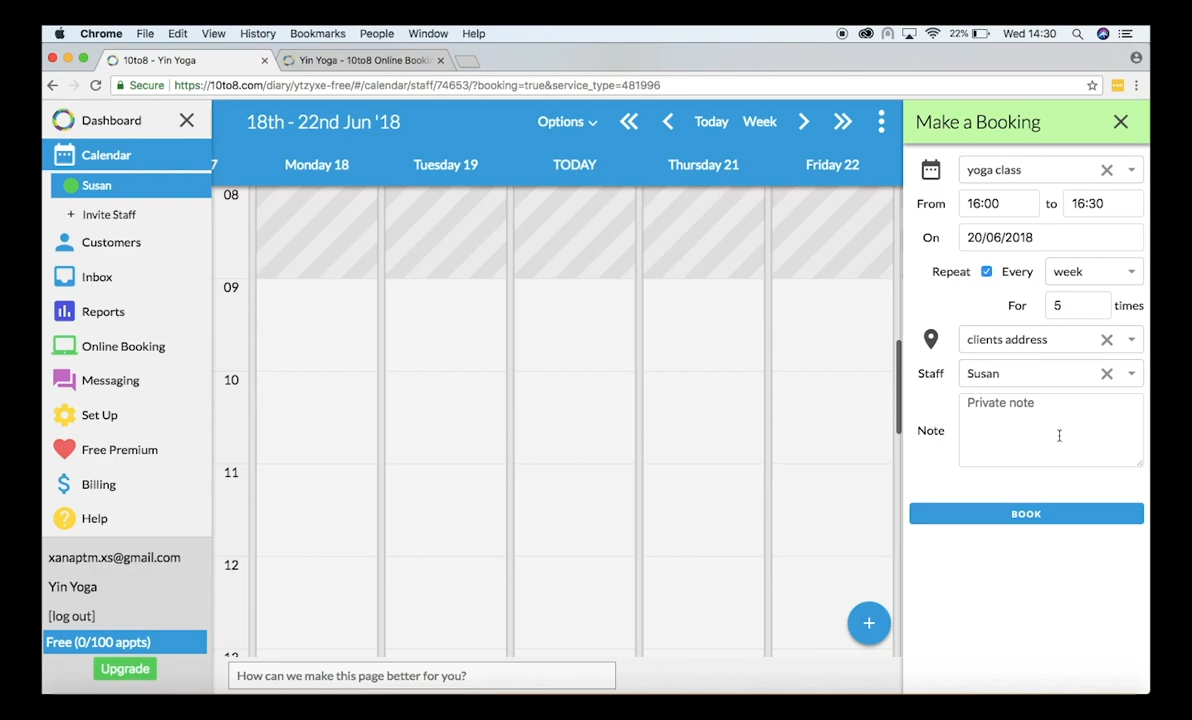 Chrome File Edit View History Bookmarks People Window Help 22% Wed 14:30
10to8 - Yin Yoga × Yin Yoga - 10to8 Online Bookin ×
Secure https://10to8.com/diary/ytzyxe-free/#/calendar/staff/74653/?booking=true&service_type=481996
Dashboard
Calendar
Susan
+ Invite Staff
Customers
Inbox
Reports
Online Booking
Messaging
Set Up
Free Premium
Billing
Help
xanaptm.xs@gmail.com
Yin Yoga
[log out]
Free (0/100 appts)
Upgrade
18th - 22nd Jun '18 Options Today Week
7 Monday 18 Tuesday 19 TODAY Thursday 21 Friday 22
08
09
10
11
12
13
+
How can we make this page better for you?
Make a Booking
yoga class
From 16:00 to 16:30
On 20/06/2018
Repeat Every week
For 5 times
clients address
Staff Susan
Private note
Note
BOOK